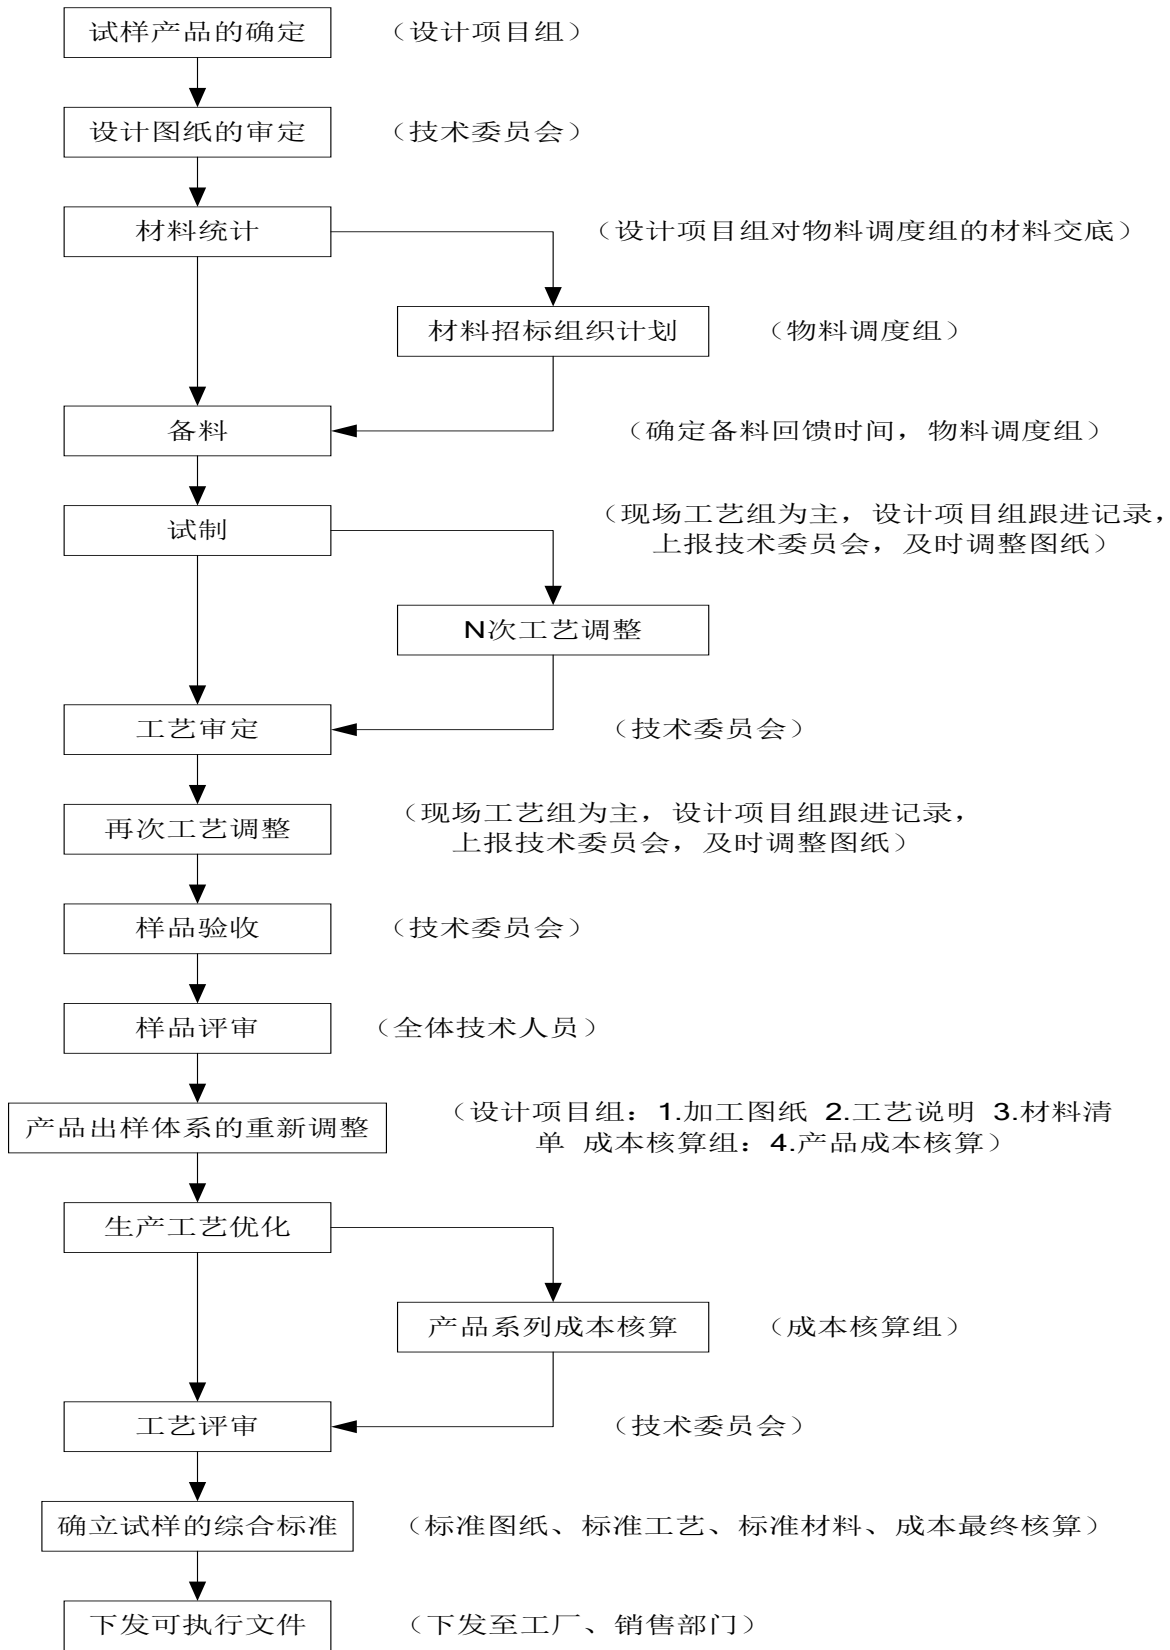 试样产品的确定 （设计项目组）
设计图纸的审定 （技术委员会）
材料统计 （设计项目组对物料调度组的材料交底）
材料招标组织计划 （物料调度组）
备料 （确定备料回馈时间，物料调度组）
试制 （现场工艺组为主，设计项目组跟进记录，
上报技术委员会，及时调整图纸）
N次工艺调整
工艺审定 （技术委员会）
再次工艺调整 （现场工艺组为主，设计项目组跟进记录，
上报技术委员会，及时调整图纸）
样品验收 （技术委员会）
样品评审 （全体技术人员）
产品出样体系的重新调整 （设计项目组：1.加工图纸 2.工艺说明 3.材料清
单 成本核算组：4.产品成本核算）
生产工艺优化
产品系列成本核算 （成本核算组）
工艺评审 （技术委员会）
确立试样的综合标准 （标准图纸、标准工艺、标准材料、成本最终核算）
下发可执行文件 （下发至工厂、销售部门）